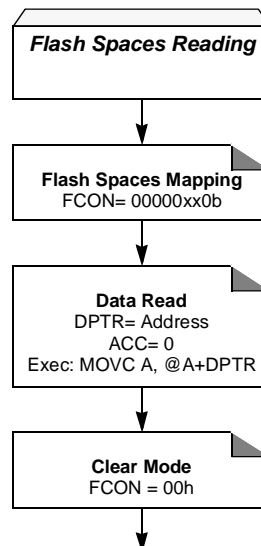 Flash Spaces Reading
Flash Spaces Mapping
FCON= 00000xx0b
Data Read
DPTR= Address
ACC= 0
Exec: MOVC A, @A+DPTR
Clear Mode
FCON = 00h